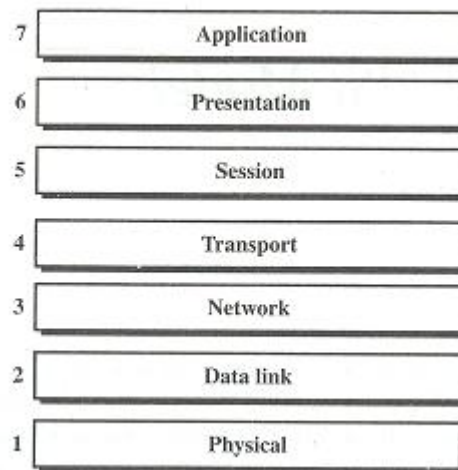 7 Application
6 Presentation
5 Session
4 Transport
3 Network
2 Data link
1 Physical